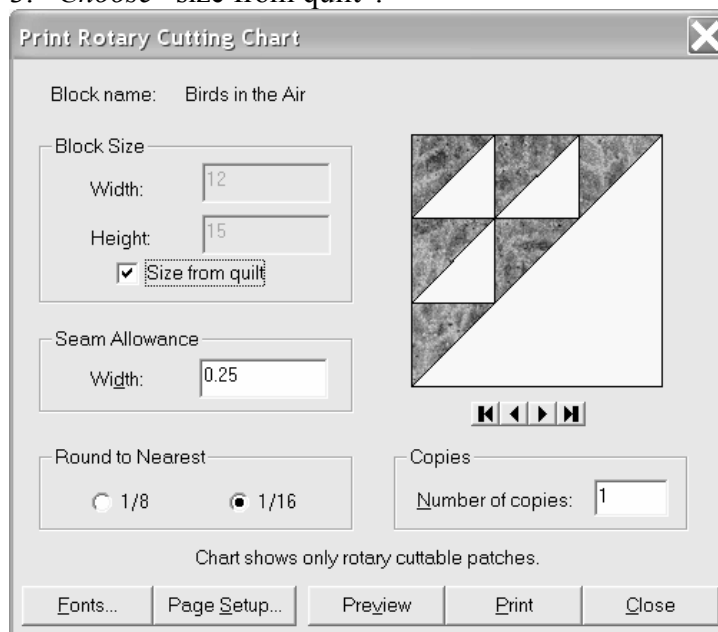 3.  Choose "size from quilt".
Print Rotary Cutting Chart
Block name: Birds in the Air
Block Size
Width: 12
Height: 15
Size from quilt
Seam Allowance
Width: 0.25
Round to Nearest
1/8 1/16
Copies
Number of copies: 1
Chart shows only rotary cuttable patches.
Fonts... Page Setup... Preview Print Close